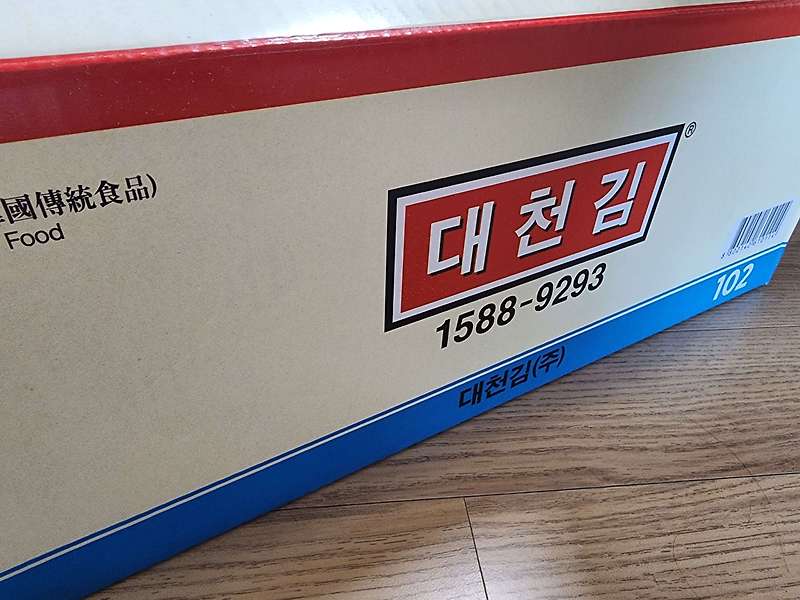 國傳統食品)
Food
대천김®
1588-9293
대천김(주)
102